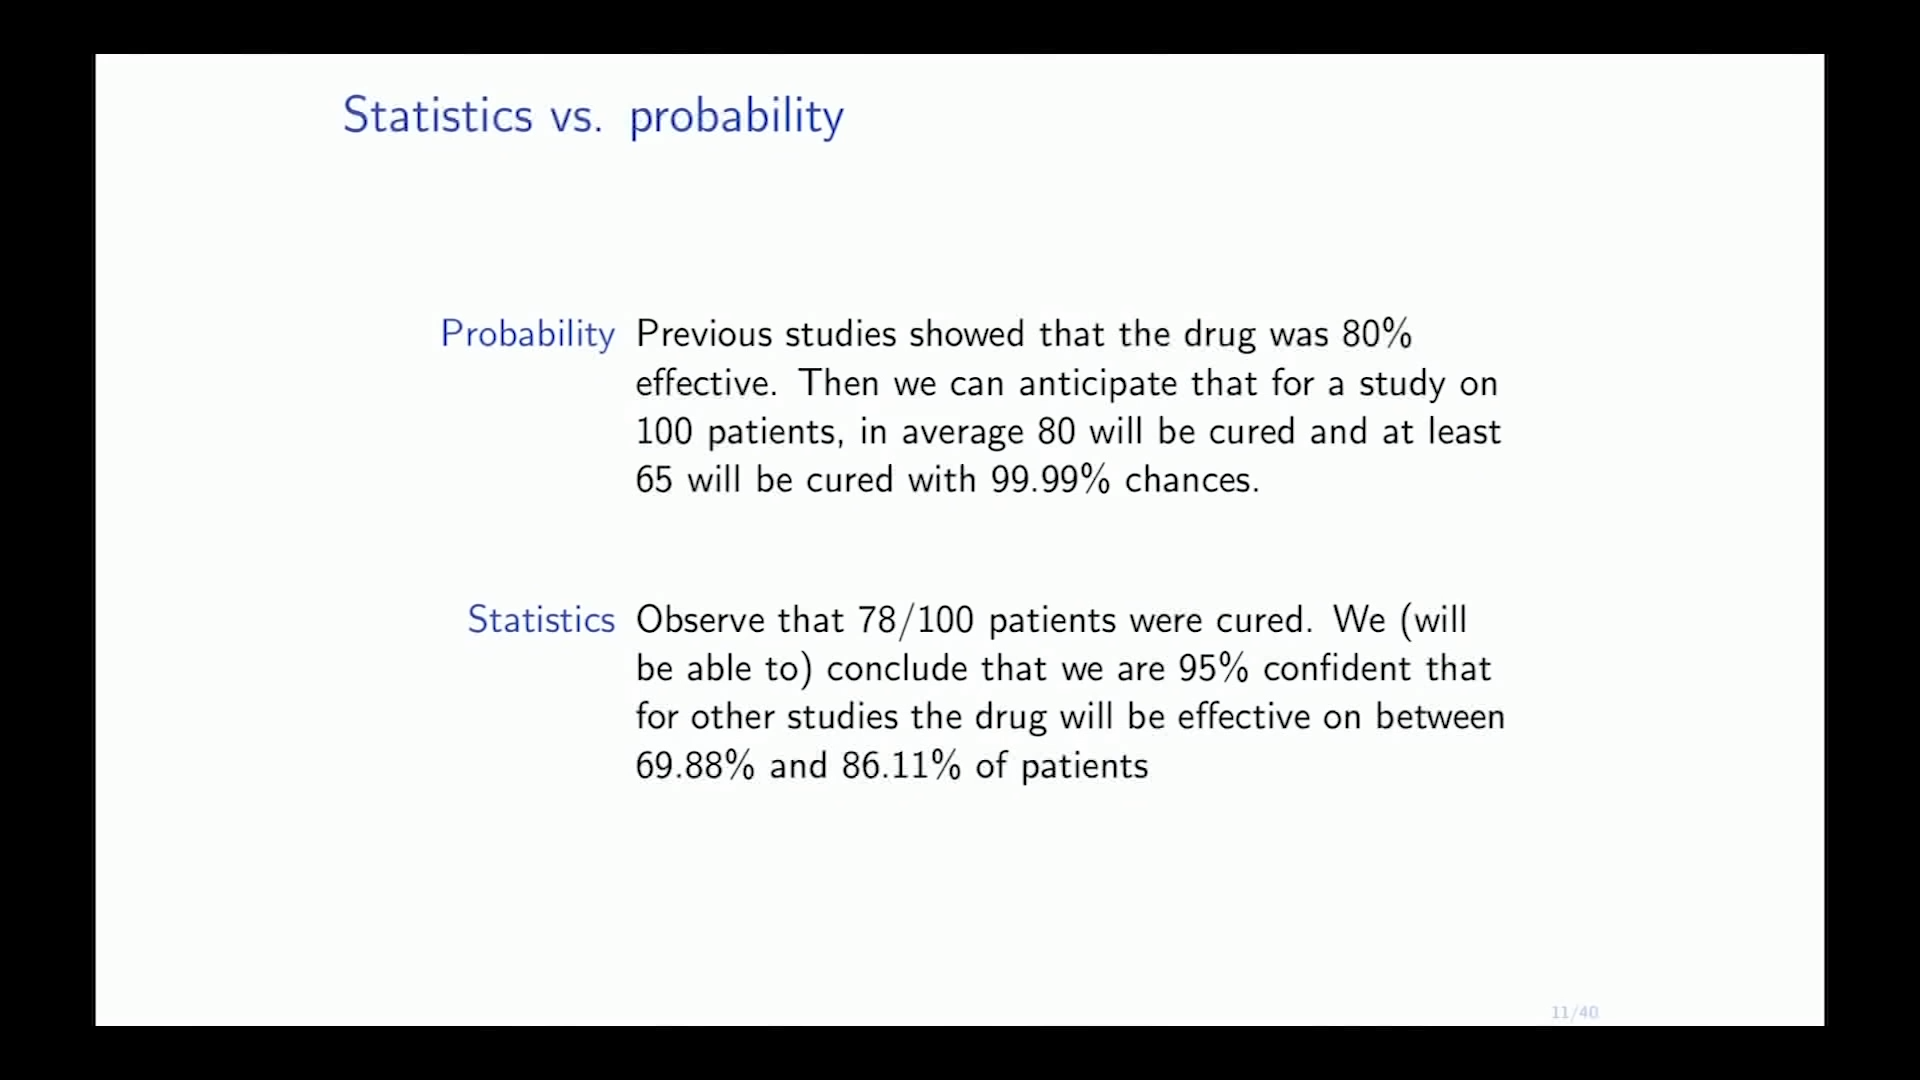 Statistics vs. probability
Probability Previous studies showed that the drug was 80%
effective. Then we can anticipate that for a study on
100 patients, in average 80 will be cured and at least
65 will be cured with 99.99% chances.
Statistics Observe that 78/100 patients were cured. We (will
be able to) conclude that we are 95% confident that
for other studies the drug will be effective on between
69.88% and 86.11% of patients
11/40